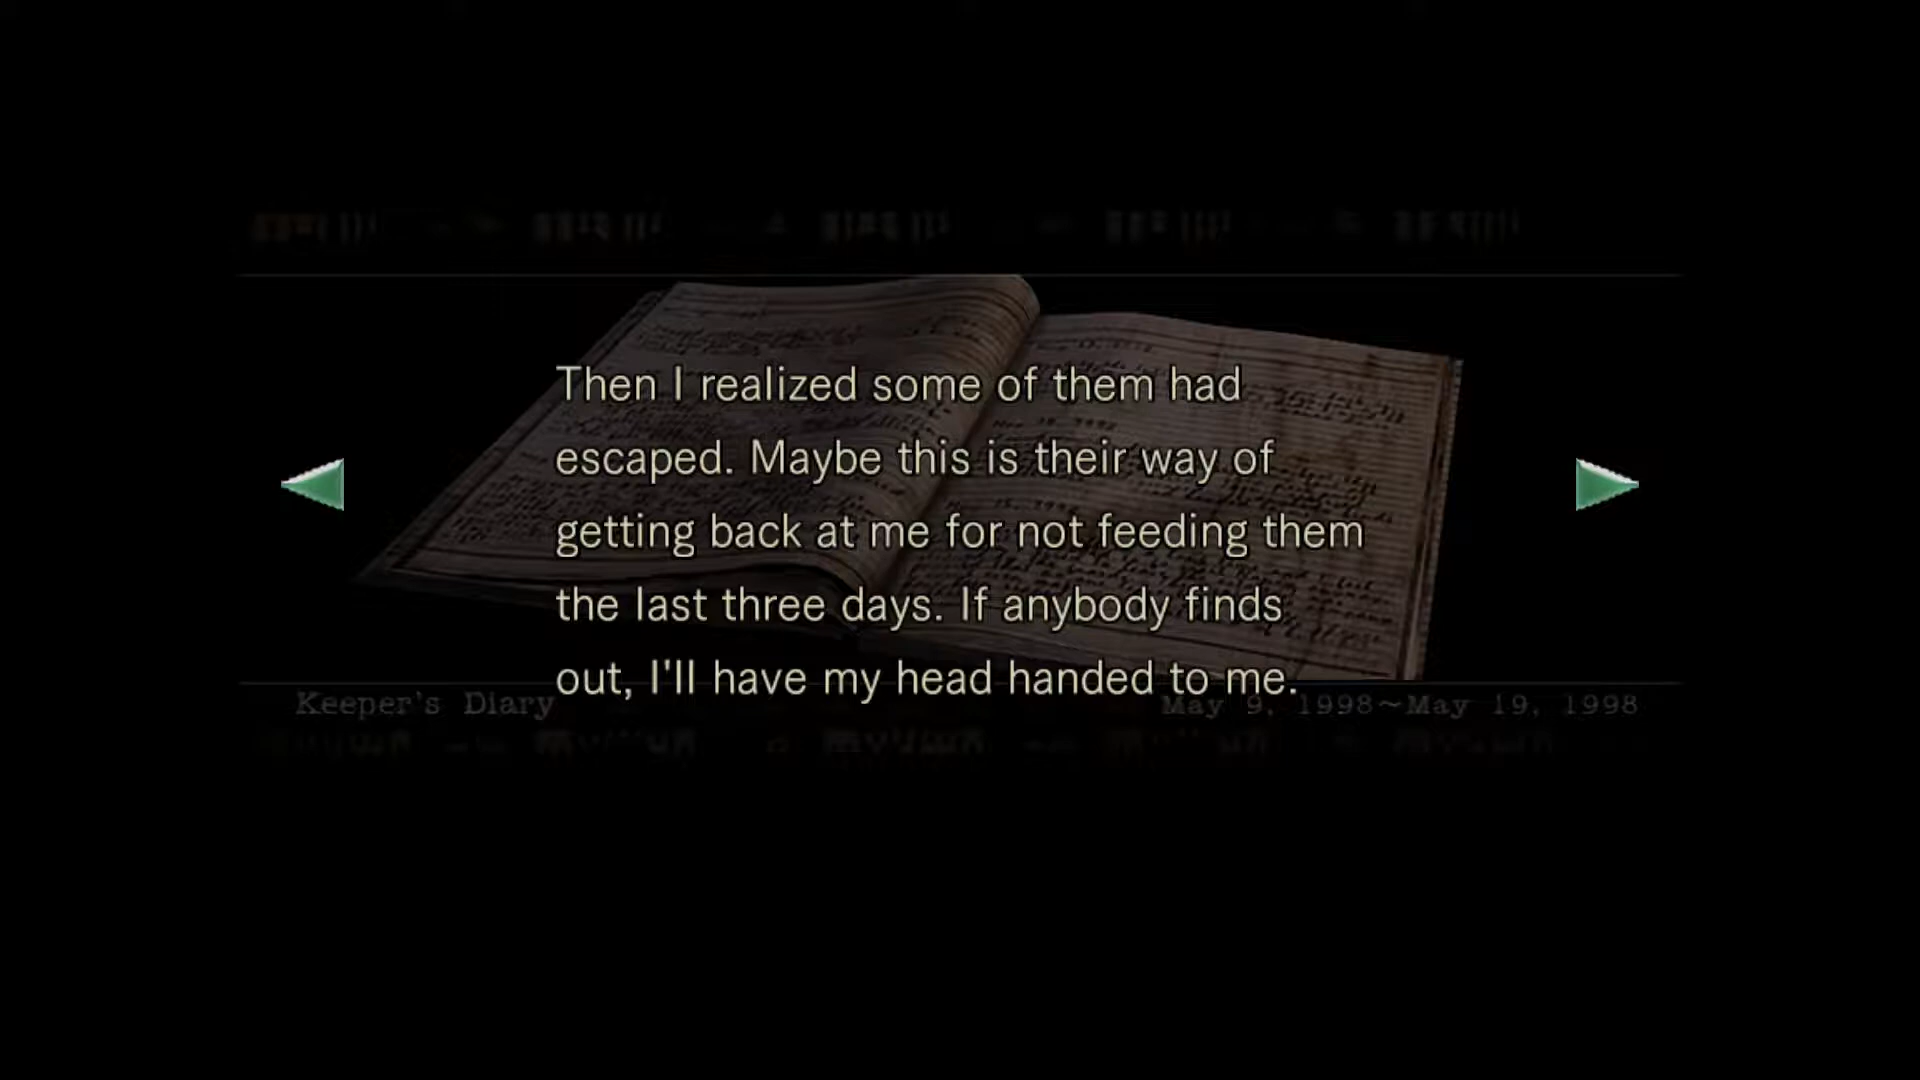 Then I realized some of them had
escaped. Maybe this is their way of
getting back at me for not feeding them
the last three days. If anybody finds
out, I'll have my head handed to me.
Keeper's Diary
May 9, 1998~May 19, 1998